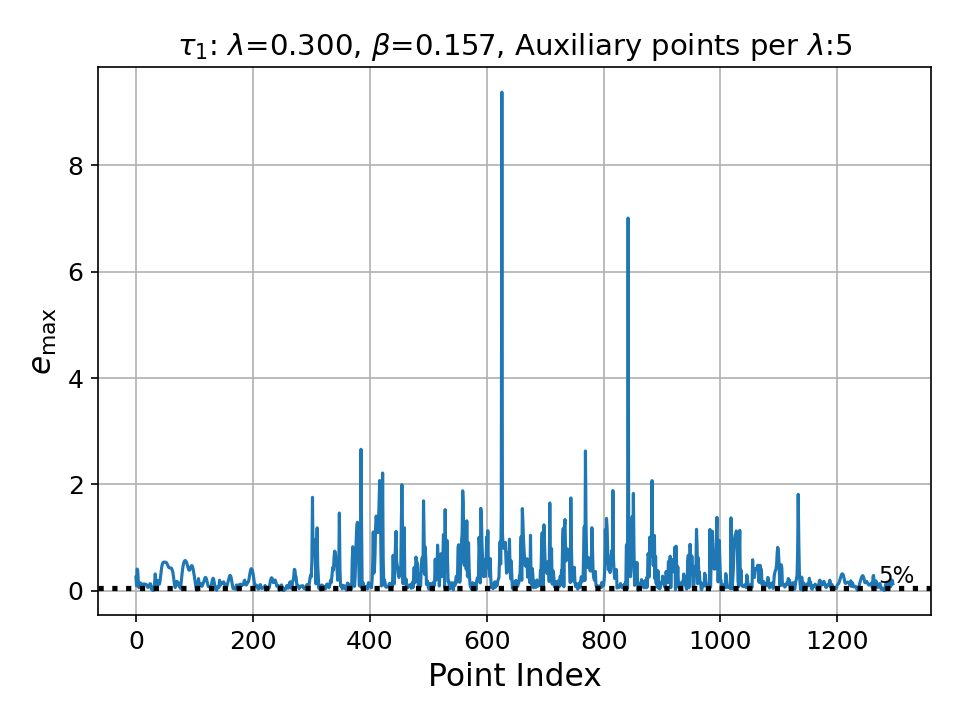 τ₁: λ=0.300, β=0.157, Auxiliary points per λ:5
8
6
4
2
0
e_max
5%
0 200 400 600 800 1000 1200
Point Index